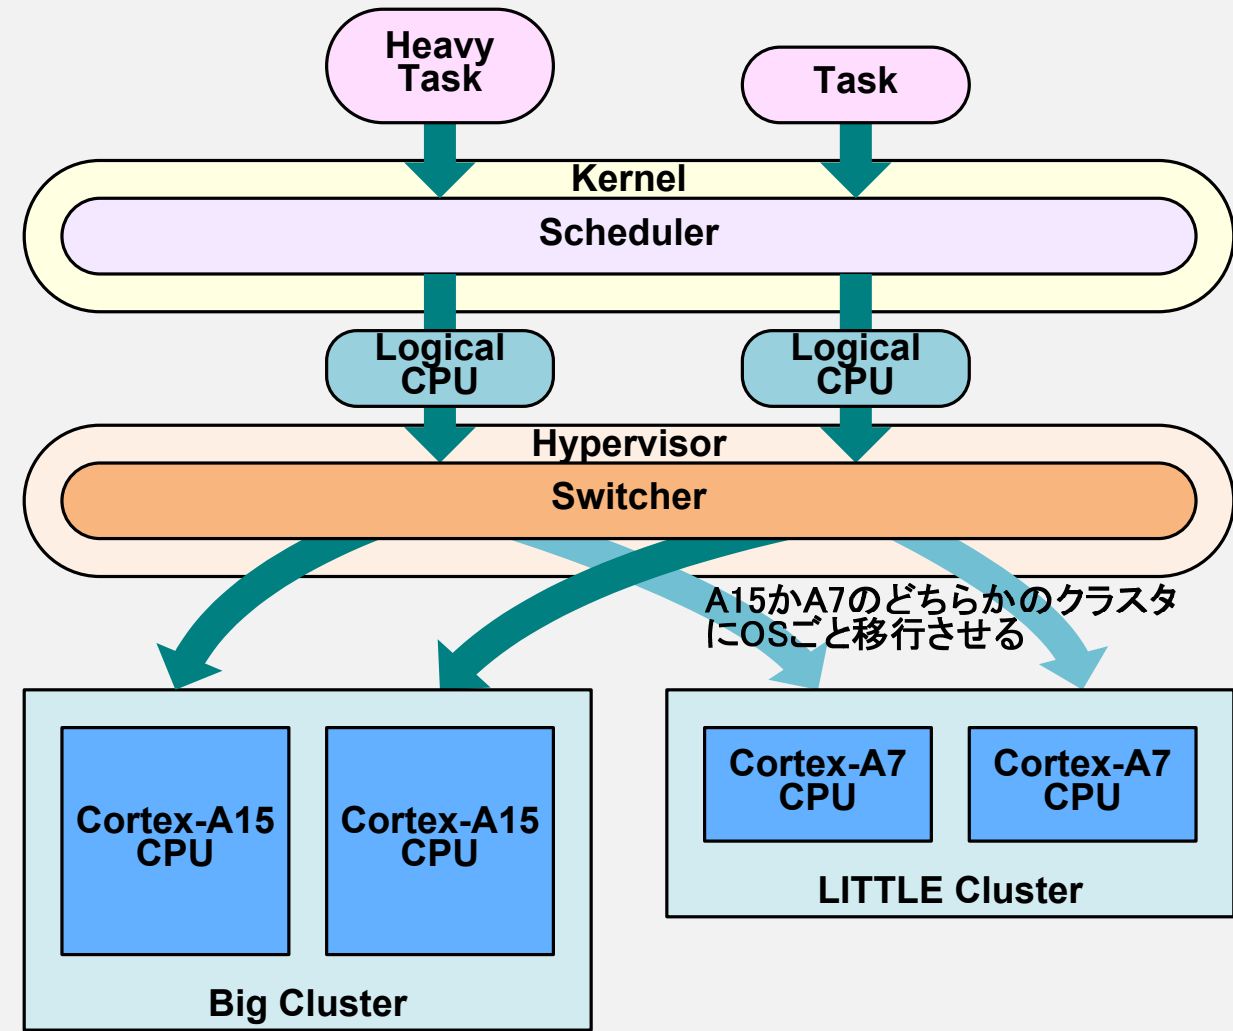 Heavy
Task
Task
Kernel
Scheduler
Logical
CPU
Logical
CPU
Hypervisor
Switcher
A15かA7のどちらかのクラスタ
にOSごと移行させる
Cortex-A15
CPU
Cortex-A15
CPU
Cortex-A7
CPU
Cortex-A7
CPU
LITTLE Cluster
Big Cluster